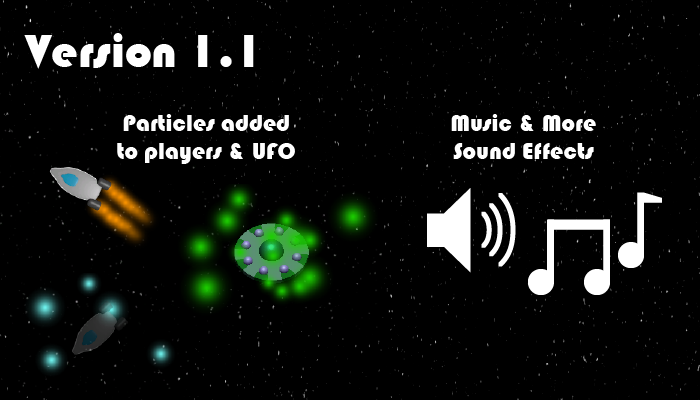 Version 1.1
Particles added
to players & UFO
Music & More
Sound Effects